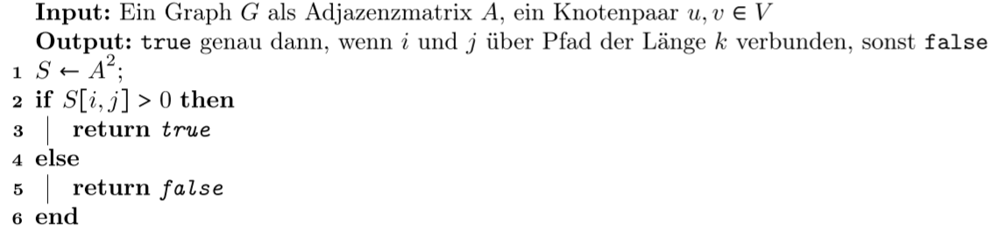 Input: Ein Graph G als Adjazenzmatrix A, ein Knotenpaar u, v ∈ V
Output: true genau dann, wenn i und j über Pfad der Länge k verbunden, sonst false
1 S ← A²;
2 if S[i, j] > 0 then
3 return true
4 else
5 return false
6 end